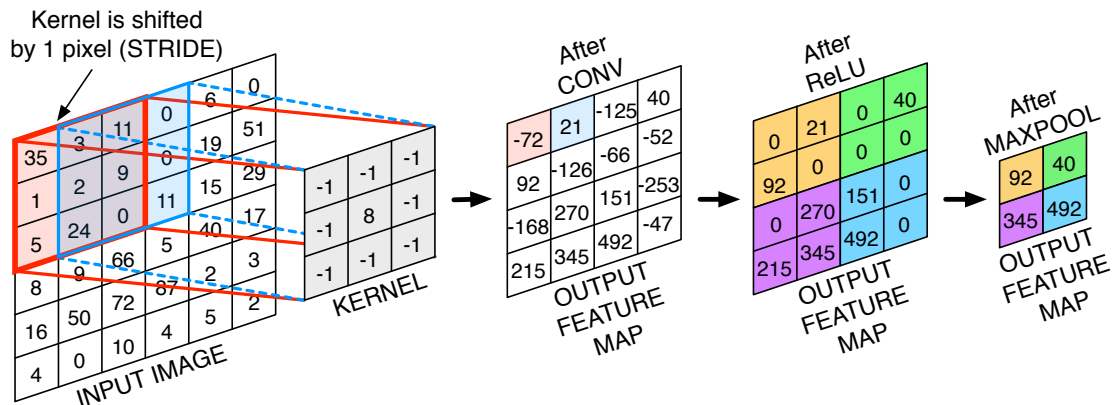 Kernel is shifted
by 1 pixel (STRIDE)
35 3 11 0 6 0
1 2 9 0 19 51
5 24 0 11 15 29
8 9 66 5 40 17
16 50 72 87 2 3
4 0 10 4 5 2
INPUT IMAGE
-1 -1 -1
-1 8 -1
-1 -1 -1
KERNEL
After
CONV
-72 21 -125 40
92 -126 -66 -52
-168 270 151 -253
215 345 492 -47
OUTPUT
FEATURE
MAP
After
ReLU
0 21 0 40
92 0 0 0
0 270 151 0
215 345 492 0
OUTPUT
FEATURE
MAP
After
MAXPOOL
92 40
345 492
OUTPUT
FEATURE
MAP